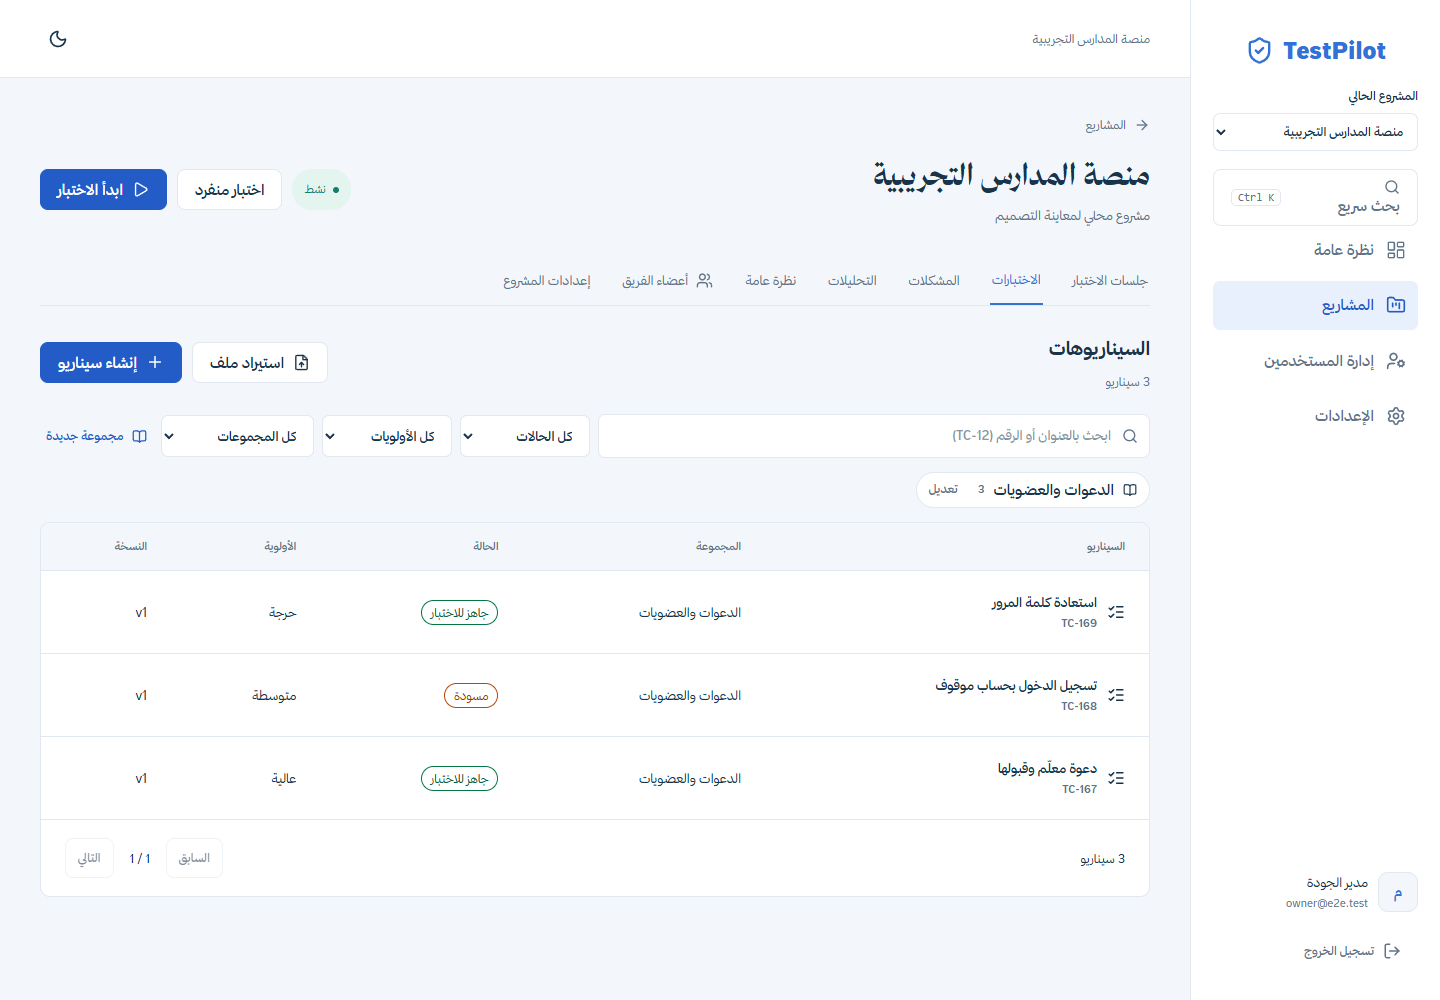 TestPilot
المشروع الحالي
منصة المدارس التجريبية
بحث سريع
Ctrl K
نظرة عامة
المشاريع
إدارة المستخدمين
الإعدادات
مدير الجودة
م
owner@e2e.test
تسجيل الخروج
منصة المدارس التجريبية
المشاريع
منصة المدارس التجريبية
مشروع محلي لمعاينة التصميم
نشط
اختبار منفرد
ابدأ الاختبار
جلسات الاختبار
الاختبارات
المشكلات
التحليلات
نظرة عامة
أعضاء الفريق
إعدادات المشروع
السيناريوهات
3 سيناريو
استيراد ملف
إنشاء سيناريو
ابحث بالعنوان أو الرقم (TC-12)
كل الحالات
كل الأولويات
كل المجموعات
مجموعة جديدة
الدعوات والعضويات 3 تعديل
السيناريو المجموعة الحالة الأولوية النسخة
استعادة كلمة المرور الدعوات والعضويات جاهز للاختبار حرجة v1
TC-169
تسجيل الدخول بحساب موقوف الدعوات والعضويات مسودة متوسطة v1
TC-168
دعوة معلّم وقبولها الدعوات والعضويات جاهز للاختبار عالية v1
TC-167
3 سيناريو
السابق
1 / 1
التالي